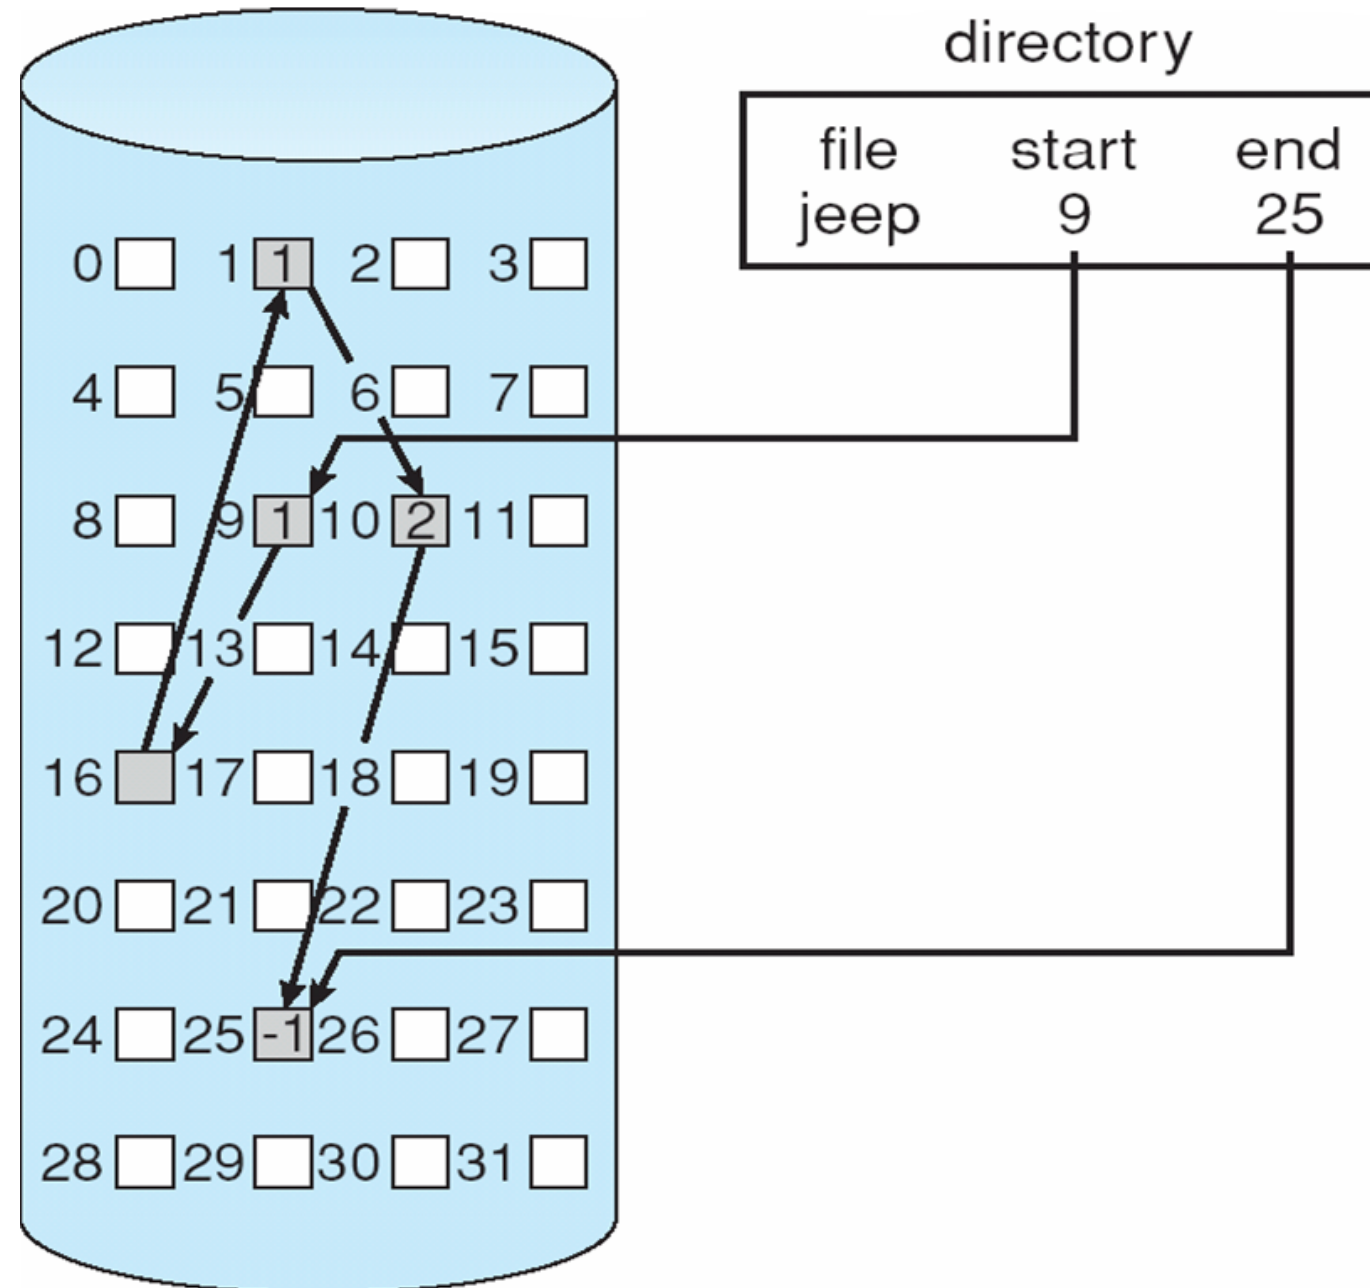 directory
file start end
jeep 9 25
0 1 1 2 3
4 5 6 7
8 9 1 10 2 11
12 13 14 15
16 17 18 19
20 21 22 23
24 25 -1 26 27
28 29 30 31